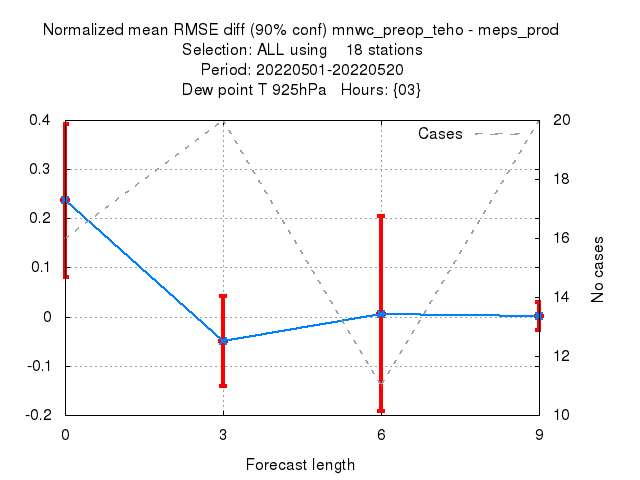 Normalized mean RMSE diff (90% conf) mnwc_preop_teho - meps_prod
Selection: ALL using    18 stations
Period: 20220501-20220520
Dew point T 925hPa   Hours: {03}
Cases
0.4
0.3
0.2
0.1
0
-0.1
-0.2
20
18
16
14
12
10
No cases
0 3 6 9
Forecast length